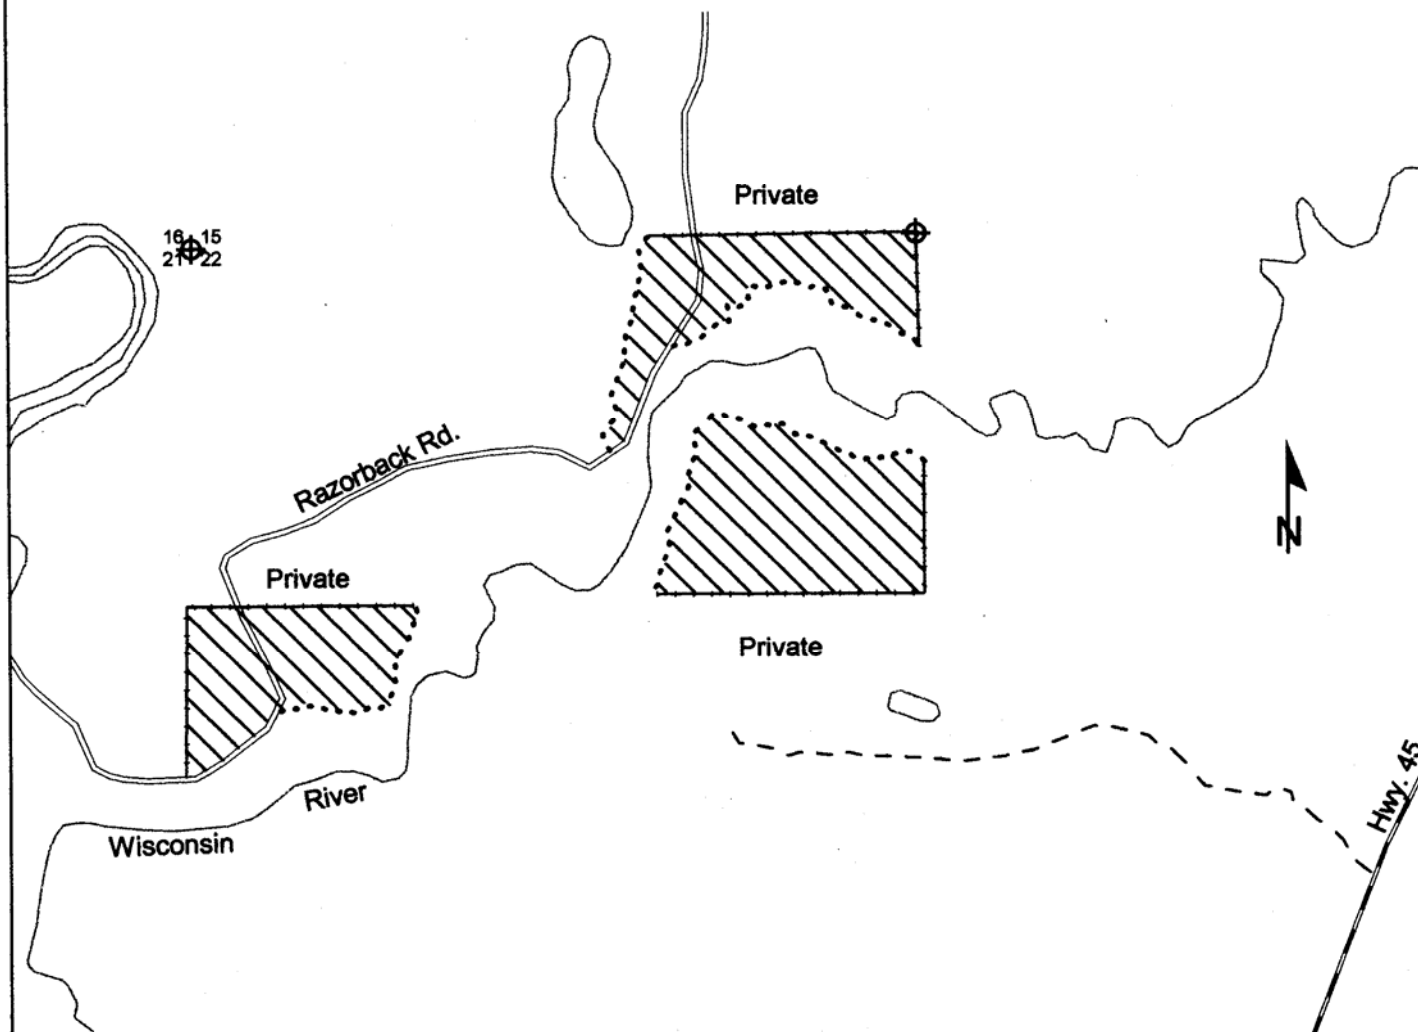 Private
16 15
21 22
Razorback Rd.
N
Private
Private
Hwy. 45
River
Wisconsin